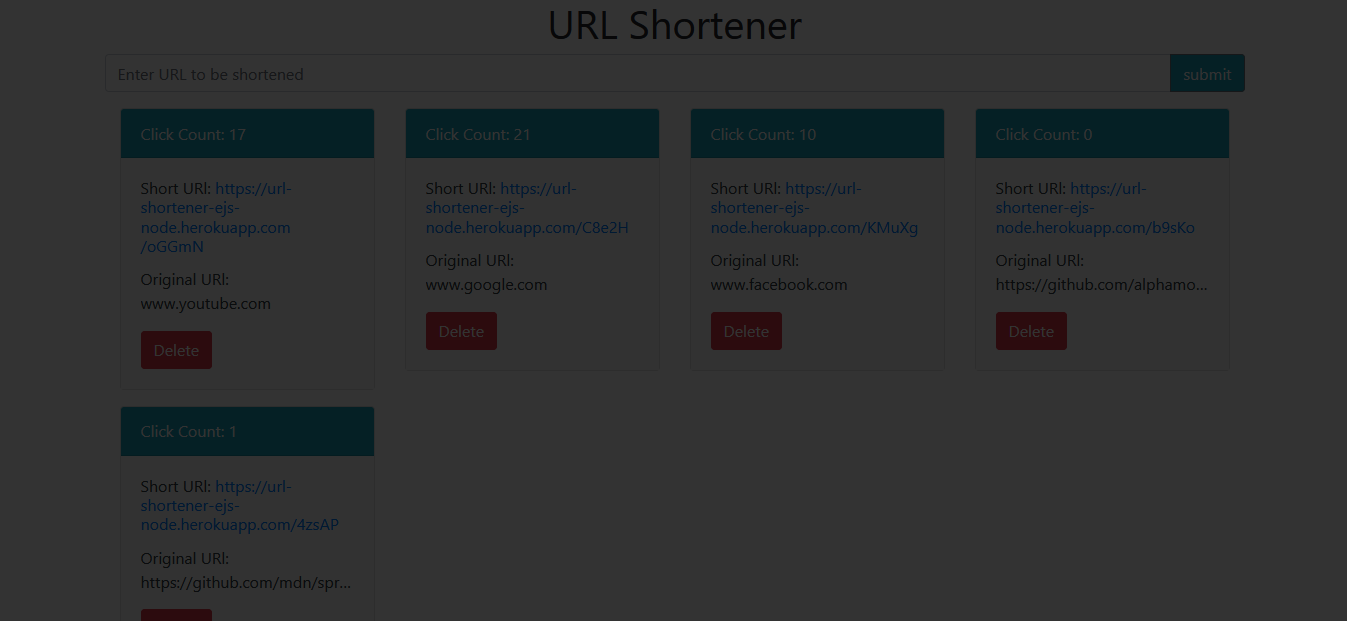 URL Shortener
Enter URL to be shortened
submit
Click Count: 17
Short URl: https://url-
shortener-ejs-
node.herokuapp.com
/oGGmN
Original URl:
www.youtube.com
Delete
Click Count: 21
Short URl: https://url-
shortener-ejs-
node.herokuapp.com/C8e2H
Original URl:
www.google.com
Delete
Click Count: 10
Short URl: https://url-
shortener-ejs-
node.herokuapp.com/KMuXg
Original URl:
www.facebook.com
Delete
Click Count: 0
Short URl: https://url-
shortener-ejs-
node.herokuapp.com/b9sKo
Original URl:
https://github.com/alphamo...
Delete
Click Count: 1
Short URl: https://url-
shortener-ejs-
node.herokuapp.com/4zsAP
Original URl:
https://github.com/mdn/spr...